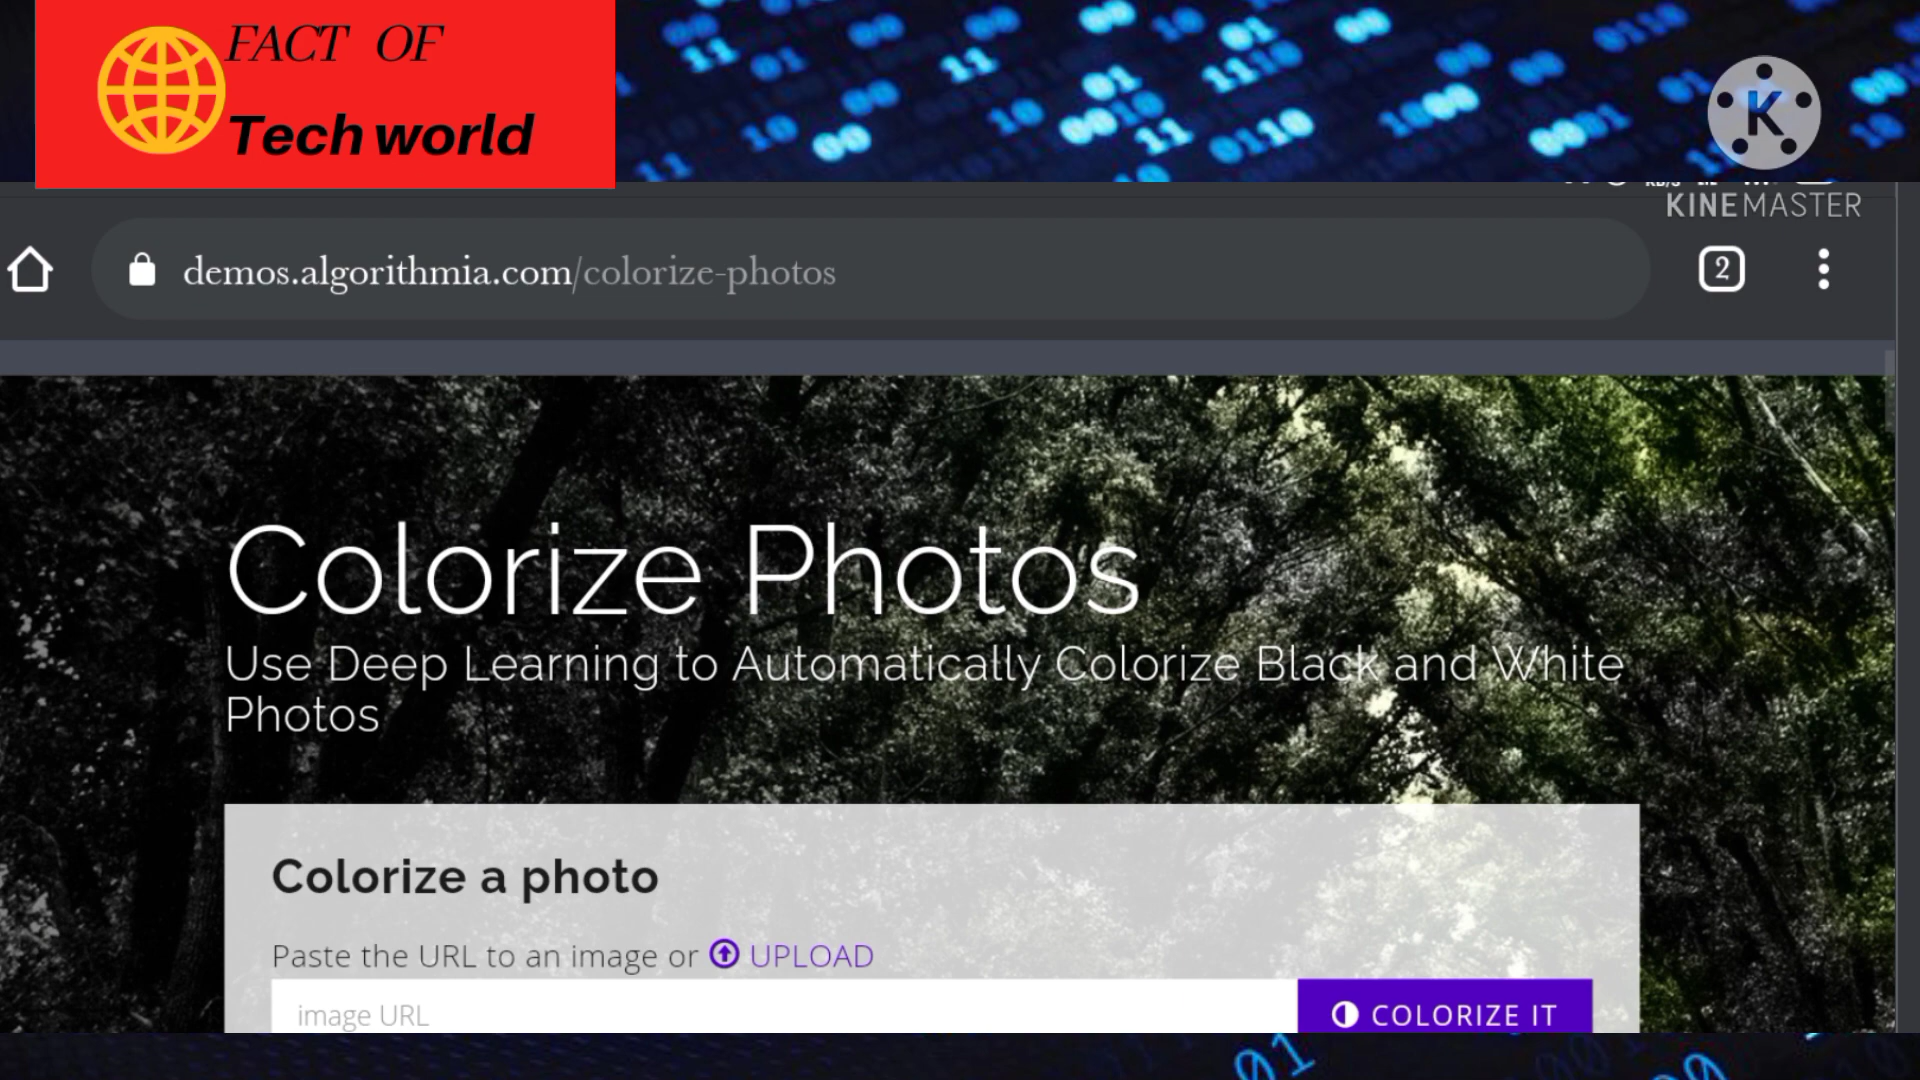 FACT OF
Tech world
KINEMASTER
demos.algorithmia.com/colorize-photos
2
Colorize Photos
Use Deep Learning to Automatically Colorize Black and White
Photos
Colorize a photo
Paste the URL to an image or UPLOAD
image URL
COLORIZE IT